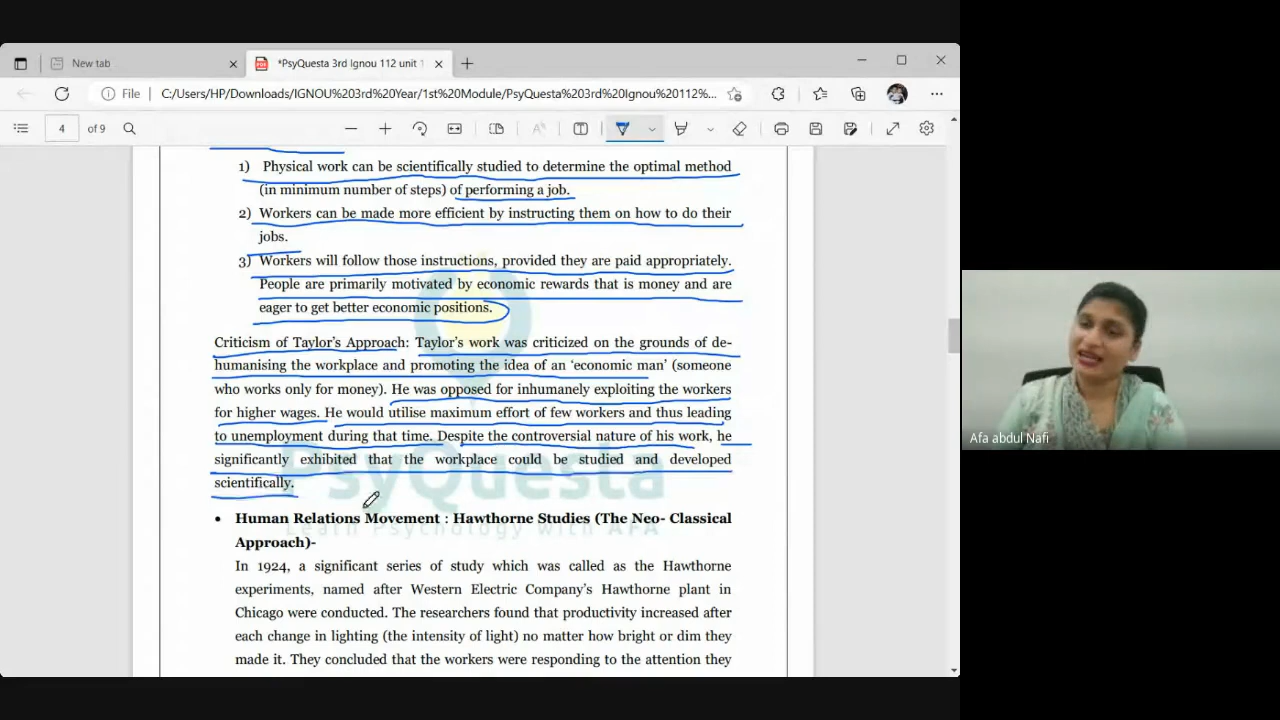 New tab
*PsyQuesta 3rd Ignou 112 unit 1
File
C:/Users/HP/Downloads/IGNOU%203rd%20Year/1st%20Module/PsyQuesta%203rd%20Ignou%20112%...
4 of 9
1) Physical work can be scientifically studied to determine the optimal method
(in minimum number of steps) of performing a job.
2) Workers can be made more efficient by instructing them on how to do their
jobs.
3) Workers will follow those instructions, provided they are paid appropriately.
People are primarily motivated by economic rewards that is money and are
eager to get better economic positions.
Criticism of Taylor's Approach: Taylor's work was criticized on the grounds of de-
humanising the workplace and promoting the idea of an 'economic man' (someone
who works only for money). He was opposed for inhumanely exploiting the workers
for higher wages. He would utilise maximum effort of few workers and thus leading
to unemployment during that time. Despite the controversial nature of his work, he
significantly exhibited that the workplace could be studied and developed
scientifically.
PsyQuesta
Learn Psychology with AFA
• Human Relations Movement : Hawthorne Studies (The Neo- Classical
Approach)-
In 1924, a significant series of study which was called as the Hawthorne
experiments, named after Western Electric Company's Hawthorne plant in
Chicago were conducted. The researchers found that productivity increased after
each change in lighting (the intensity of light) no matter how bright or dim they
made it. They concluded that the workers were responding to the attention they
Afa abdul Nafi